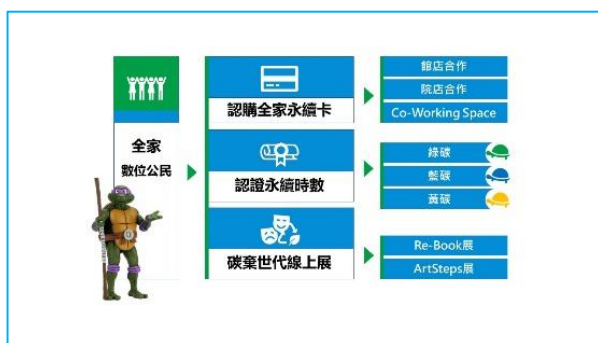 全家
數位公民
認購全家永續卡
館店合作
院店合作
Co-Working Space
認證永續時數
綠碳
藍碳
黃碳
碳棄世代線上展
Re-Book展
ArtSteps展